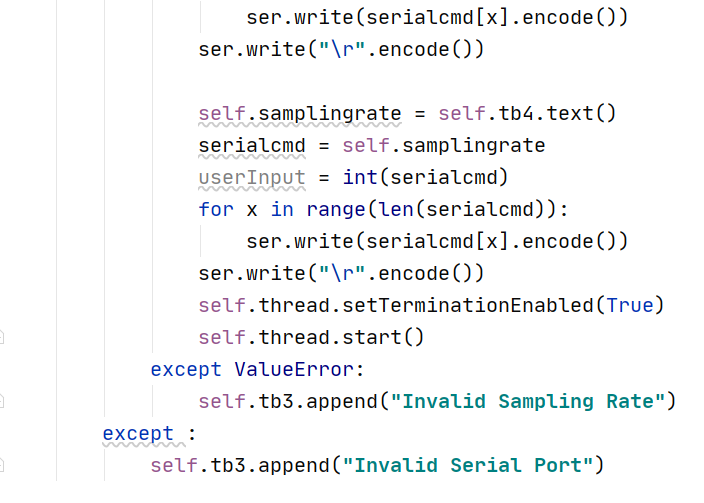 ser.write(serialcmd[x].encode())
ser.write("\r".encode())
self.samplingrate = self.tb4.text()
serialcmd = self.samplingrate
userInput = int(serialcmd)
for x in range(len(serialcmd)):
ser.write(serialcmd[x].encode())
ser.write("\r".encode())
self.thread.setTerminationEnabled(True)
self.thread.start()
except ValueError:
self.tb3.append("Invalid Sampling Rate")
except :
self.tb3.append("Invalid Serial Port")